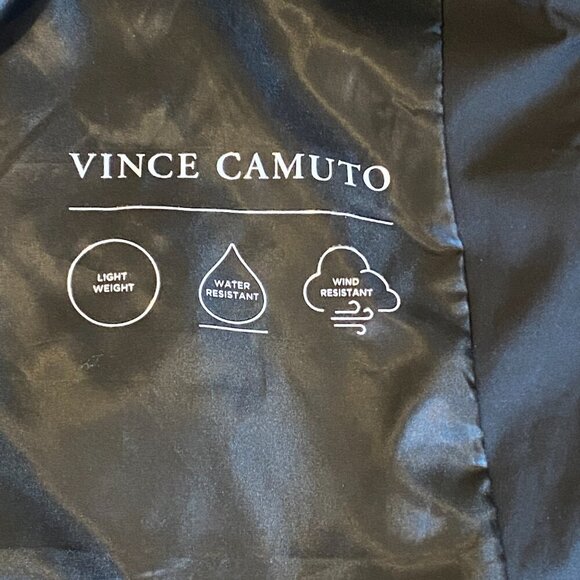 VINCE CAMUTO
LIGHT
WEIGHT
WATER
RESISTANT
WIND
RESISTANT